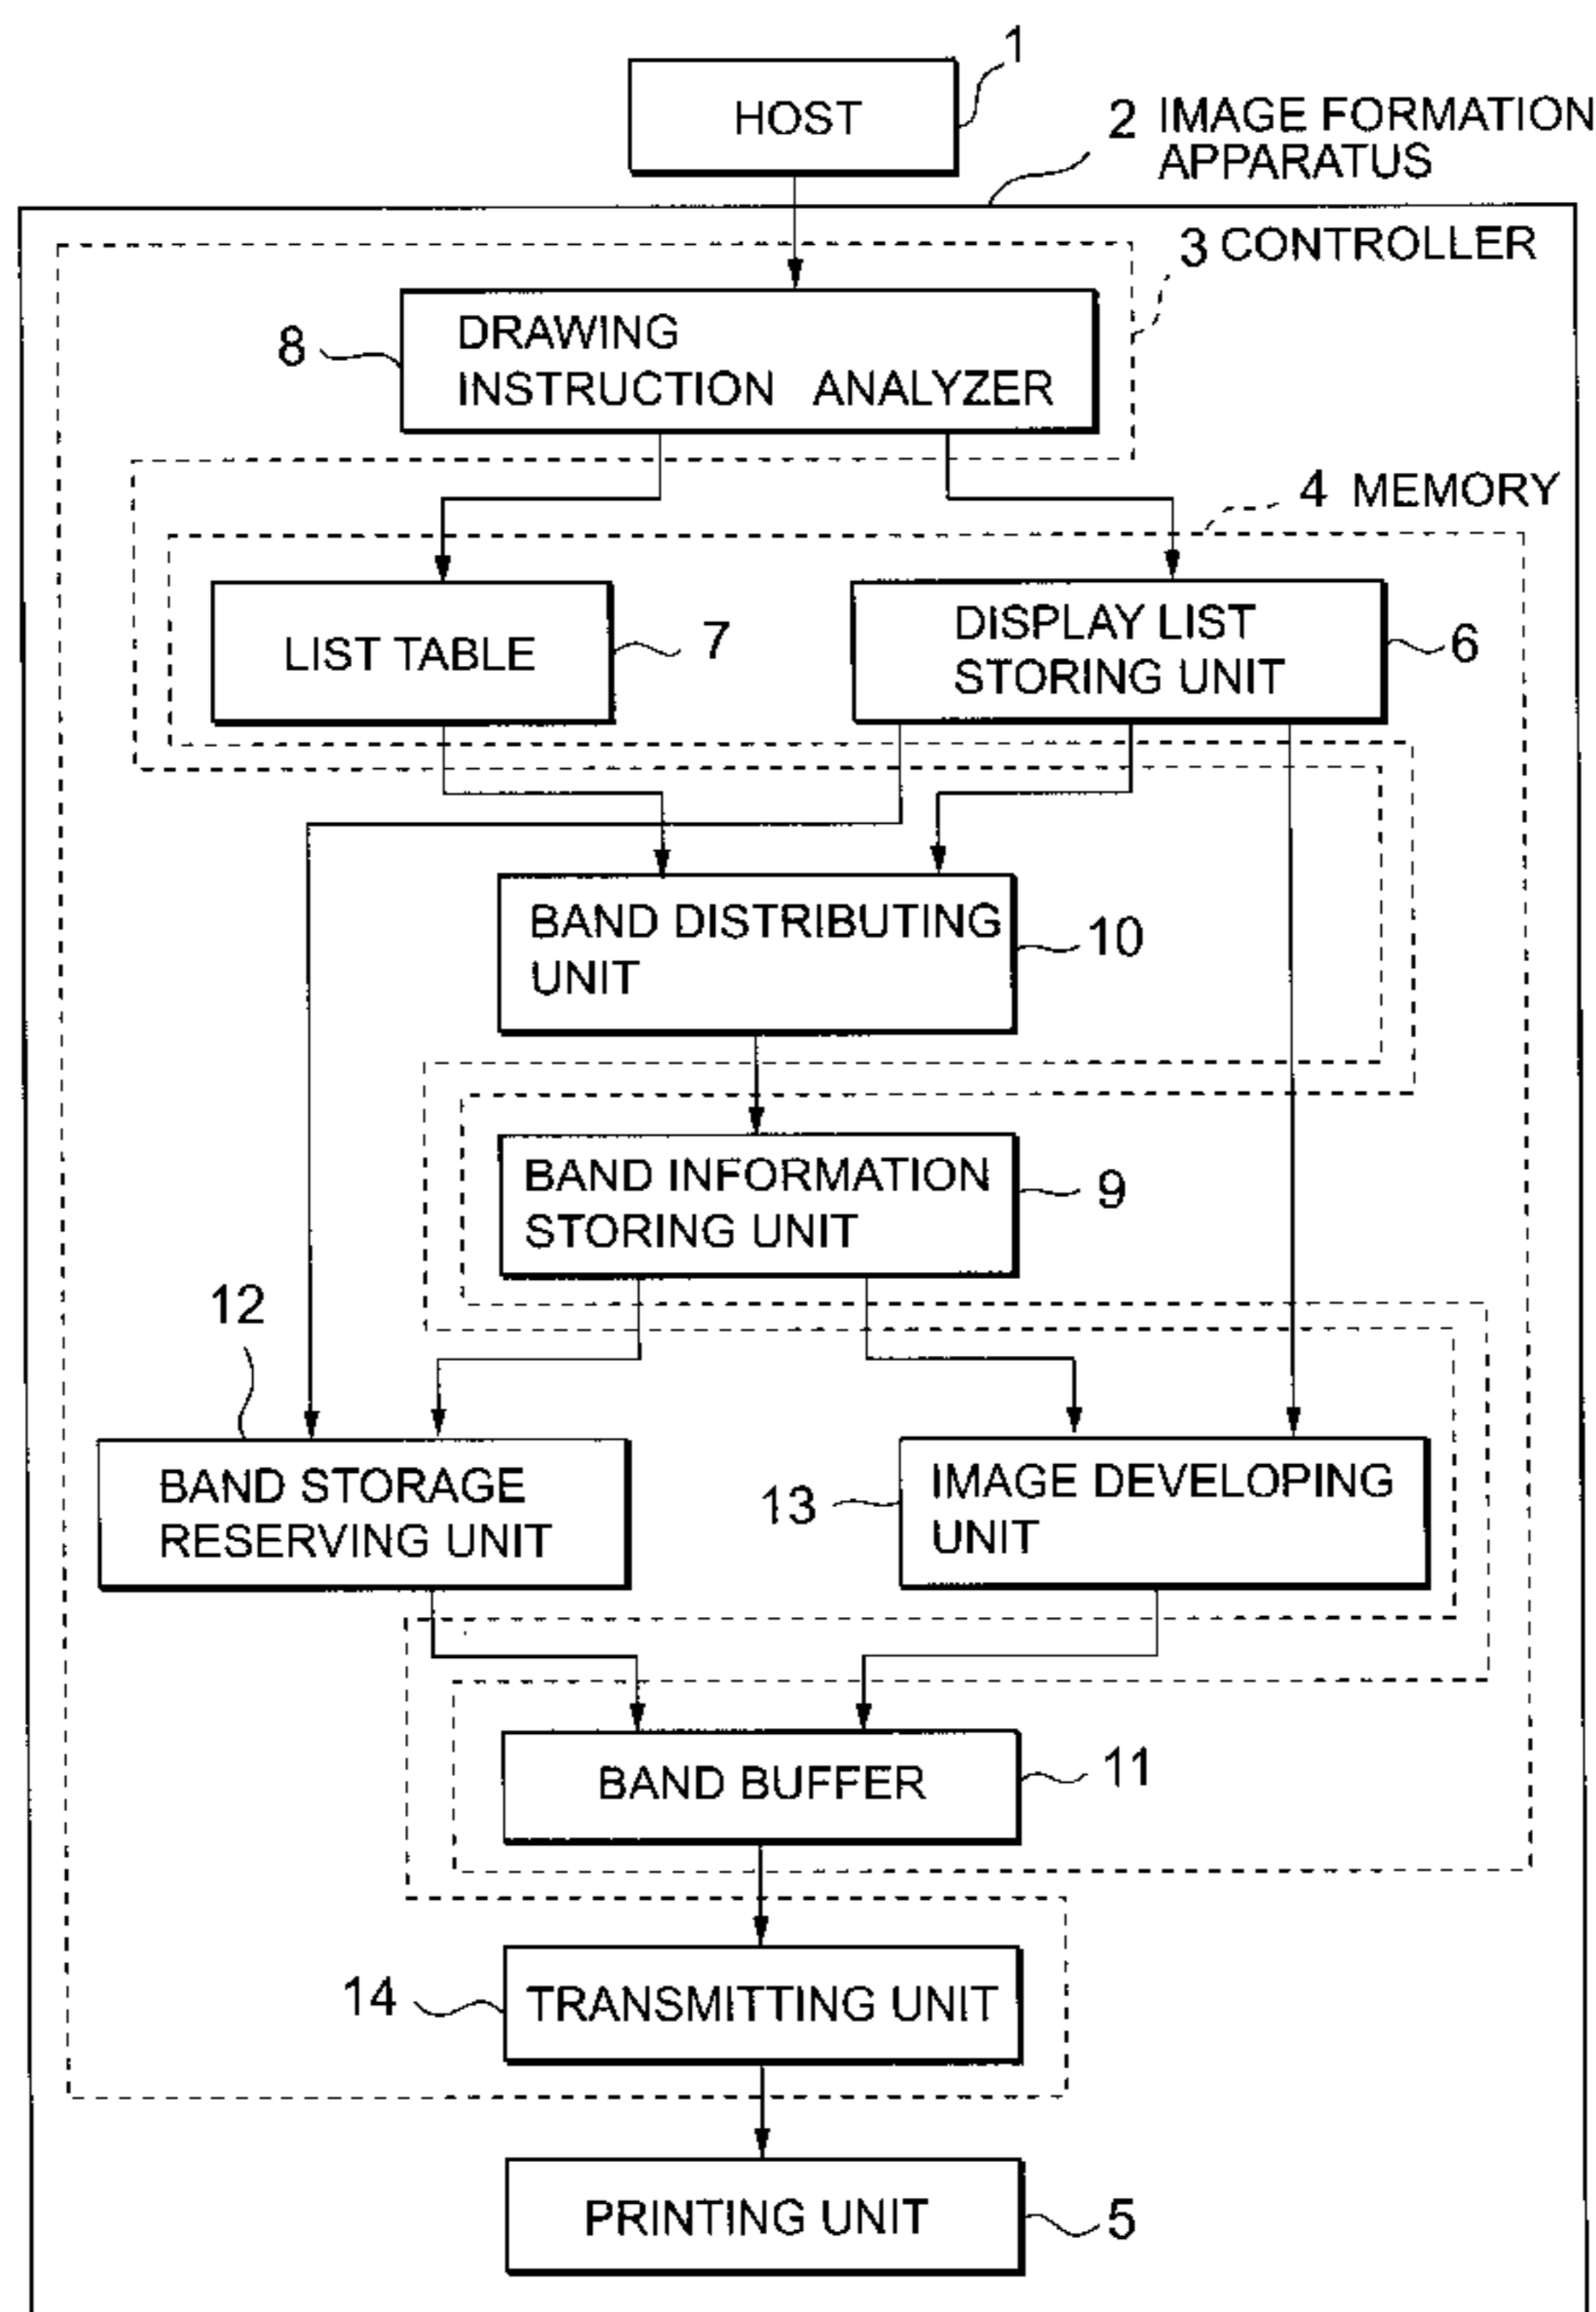 1
HOST
2 IMAGE FORMATION
APPARATUS
3 CONTROLLER
8
DRAWING
INSTRUCTION ANALYZER
4 MEMORY
LIST TABLE
7
DISPLAY LIST
STORING UNIT
6
BAND DISTRIBUTING
UNIT
10
BAND INFORMATION
STORING UNIT
9
12
BAND STORAGE
RESERVING UNIT
13
IMAGE DEVELOPING
UNIT
BAND BUFFER
11
14
TRANSMITTING UNIT
PRINTING UNIT
5